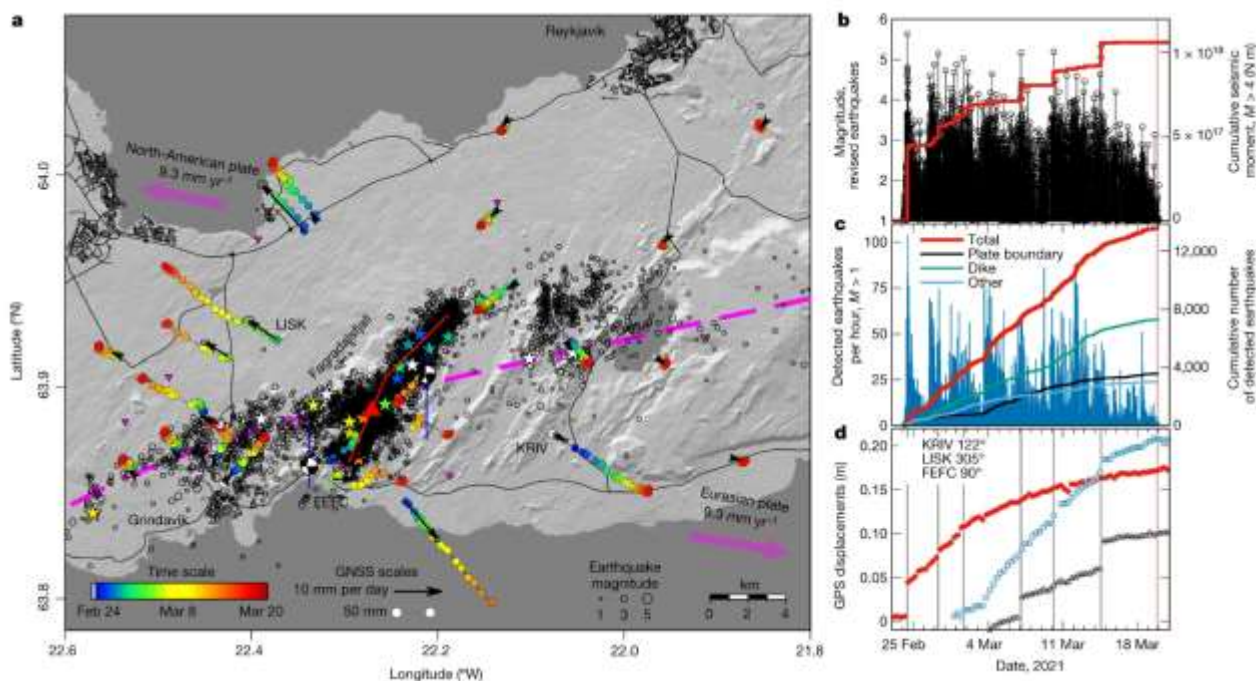 a
Reykjavík
64.0
North-American plate
9.3 mm yr⁻¹
LISK
Fagradalsfjall
63.9
Latitude (°N)
KRIV
Eurasian plate
9.3 mm yr⁻¹
Grindavík
Time scale
Feb 24 Mar 8 Mar 20
GNSS scales
10 mm per day
50 mm
Earthquake
magnitude
1 3 5
km
0 2 4
63.8
22.6 22.4 22.2 22.0 21.8
Longitude (°W)
b
6
5
4
3
2
1
Magnitude,
revised earthquakes
1 × 10¹⁸
5 × 10¹⁷
0
Cumulative seismic
moment, M > 4 (N m)
c
100
75
50
25
0
Detected earthquakes
per hour, M > 1
Total
Plate boundary
Dike
Other
12,000
8,000
4,000
0
Cumulative number
of detected earthquakes
d
0.20
0.15
0.10
0.05
0
GPS displacements (m)
KRIV 122°
LISK 305°
FEFC 90°
25 Feb 4 Mar 11 Mar 18 Mar
Date, 2021